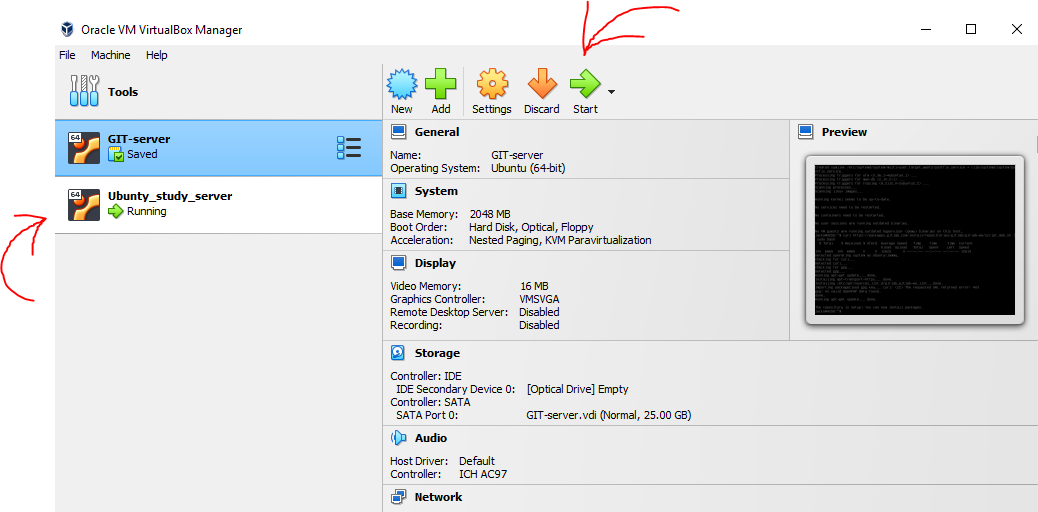 Oracle VM VirtualBox Manager
File Machine Help
Tools
New Add Settings Discard Start
64 GIT-server
Saved
64 Ubunty_study_server
Running
General
Name: GIT-server
Operating System: Ubuntu (64-bit)
System
Base Memory: 2048 MB
Boot Order: Hard Disk, Optical, Floppy
Acceleration: Nested Paging, KVM Paravirtualization
Display
Video Memory: 16 MB
Graphics Controller: VMSVGA
Remote Desktop Server: Disabled
Recording: Disabled
Storage
Controller: IDE
IDE Secondary Device 0: [Optical Drive] Empty
Controller: SATA
SATA Port 0: GIT-server.vdi (Normal, 25.00 GB)
Audio
Host Driver: Default
Controller: ICH AC97
Network
Preview